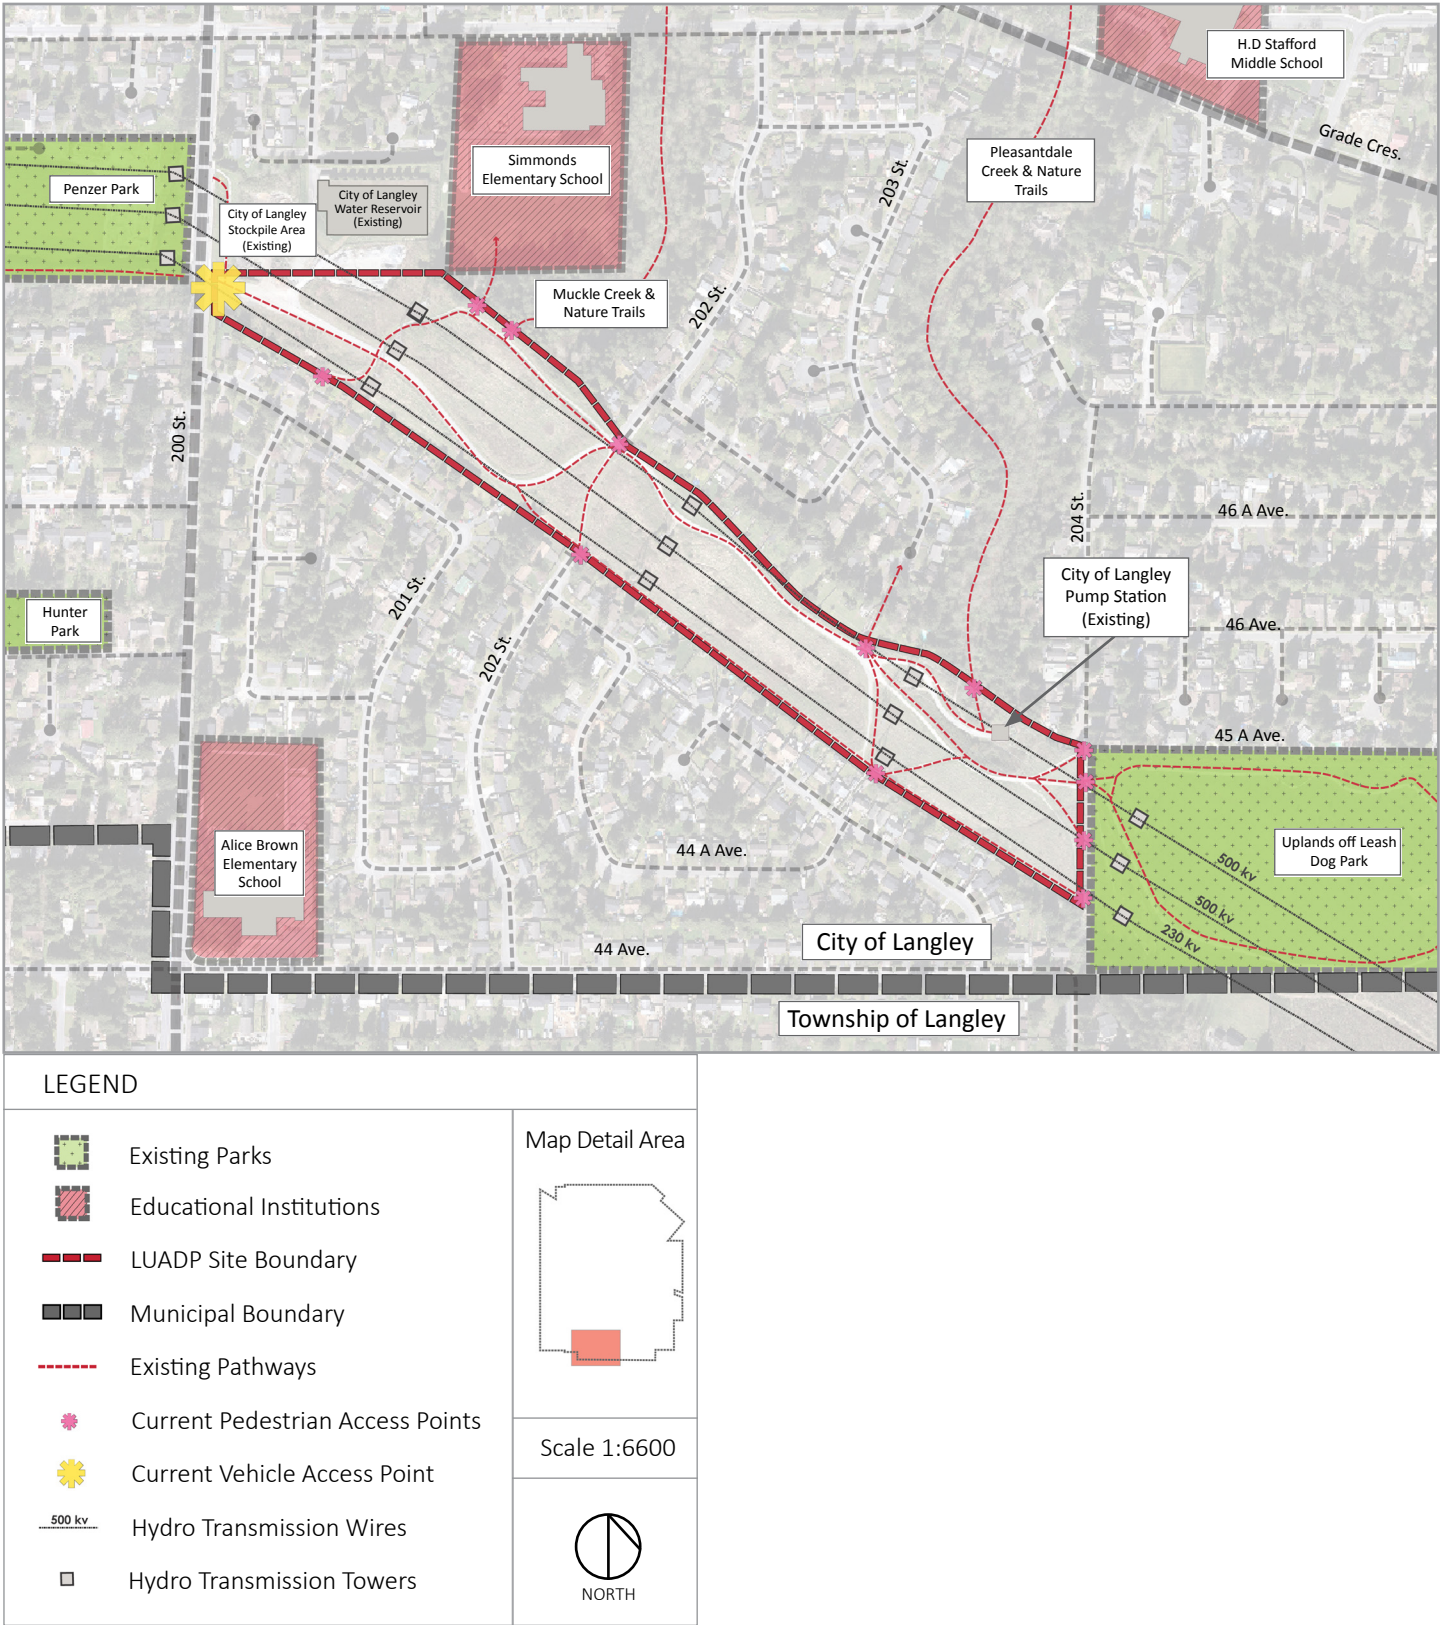 H.D Stafford
Middle School
Grade Cres.
Simmonds
Elementary School
Pleasantdale
Creek & Nature
Trails
203 St.
Penzer Park
City of Langley
Water Reservoir
(Existing)
City of Langley
Stockpile Area
(Existing)
Muckle Creek &
Nature Trails
202 St.
200 St.
204 St.
46 A Ave.
City of Langley
Pump Station
(Existing)
201 St.
Hunter
Park
46 Ave.
202 St.
45 A Ave.
Alice Brown
Elementary
School
44 A Ave.
Uplands off Leash
Dog Park
500 kv
500 kv
230 kv
City of Langley
44 Ave.
Township of Langley
LEGEND
Existing Parks
Educational Institutions
LUADP Site Boundary
Municipal Boundary
Existing Pathways
Current Pedestrian Access Points
Current Vehicle Access Point
500 kv
Hydro Transmission Wires
Hydro Transmission Towers
Map Detail Area
Scale 1:6600
NORTH